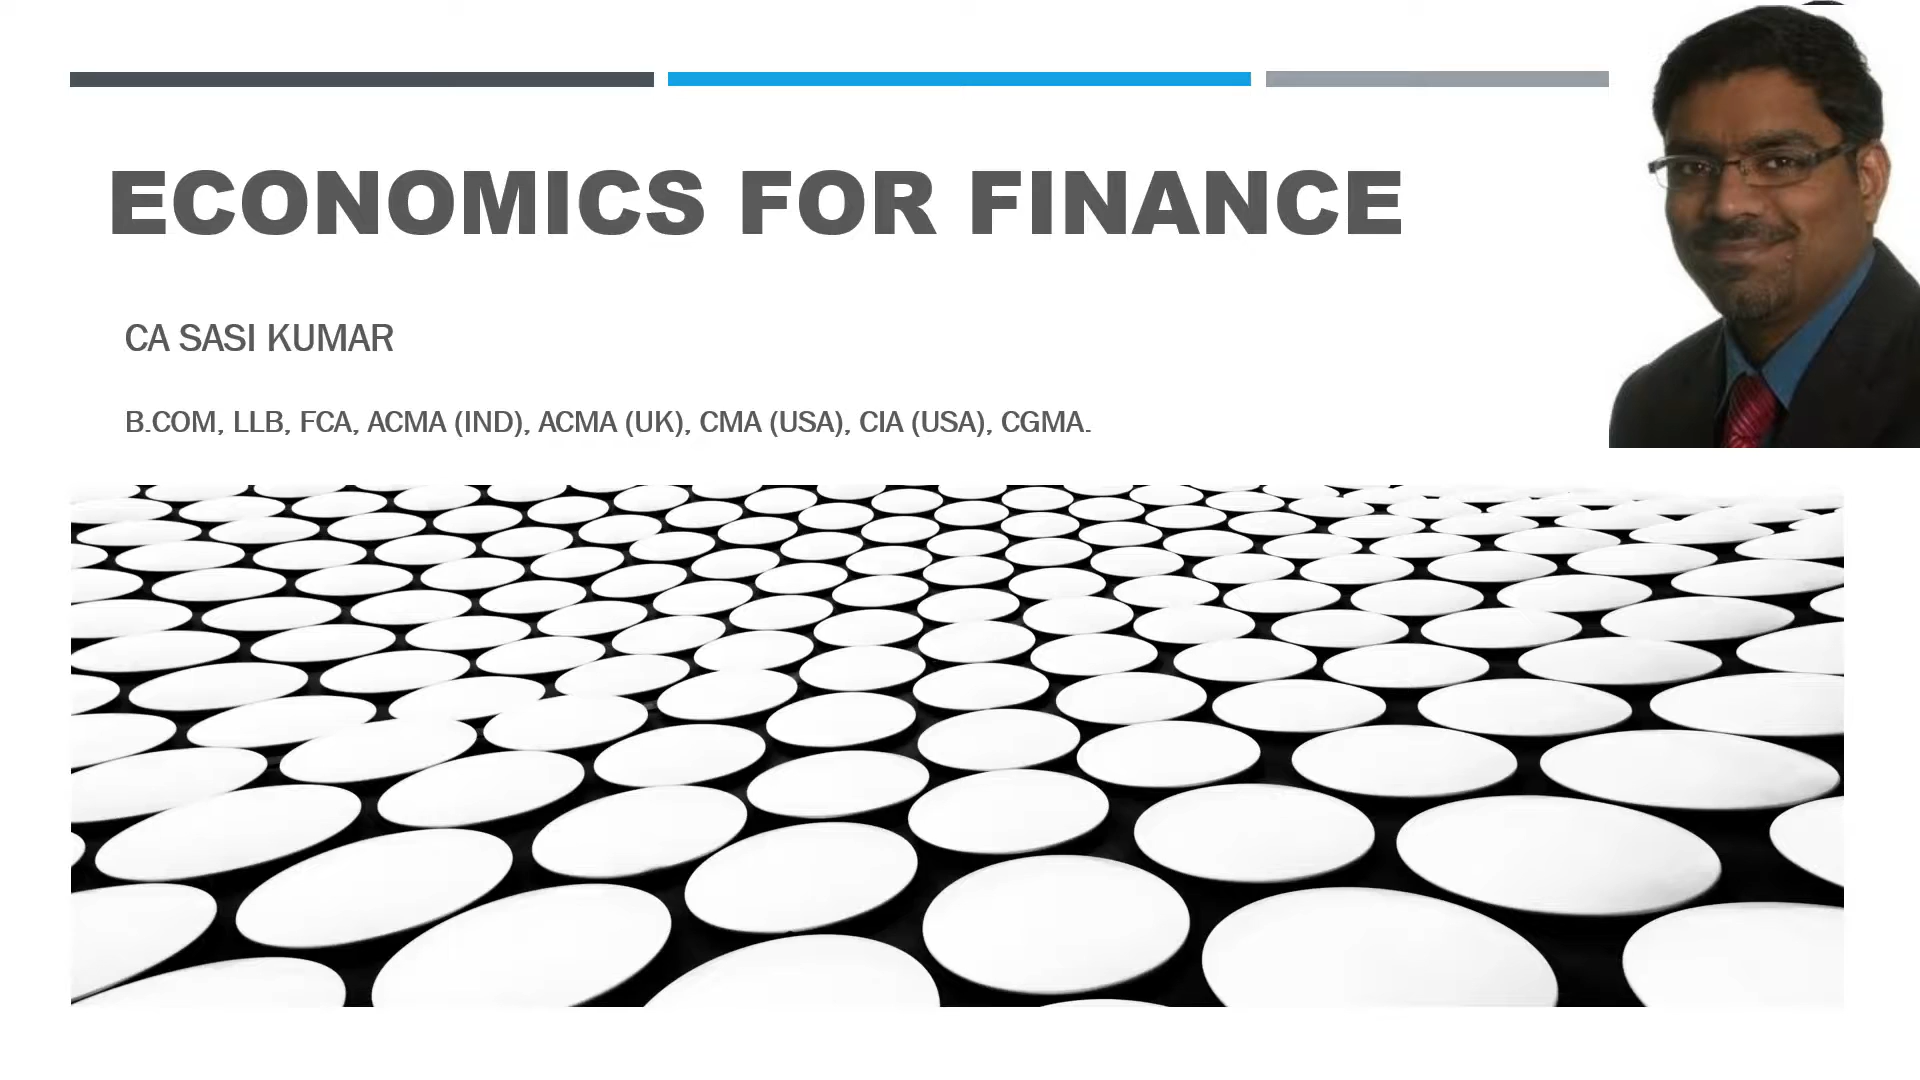 ECONOMICS FOR FINANCE
CA SASI KUMAR
B.COM, LLB, FCA, ACMA (IND), ACMA (UK), CMA (USA), CIA (USA), CGMA.